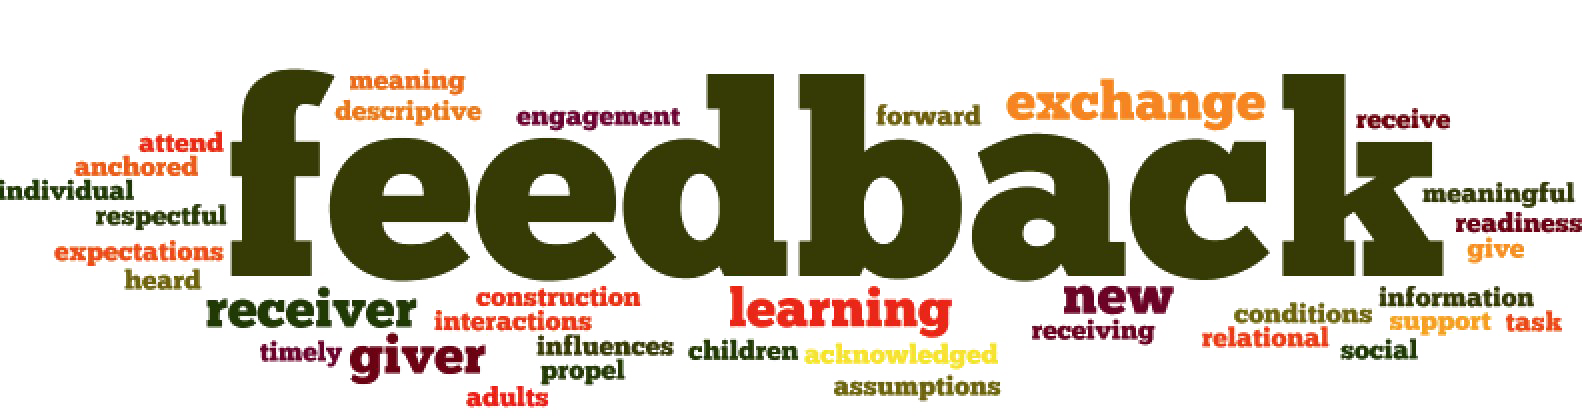 meaning
descriptive
engagement
forward
exchange
receive
attend
anchored
individual
respectful
expectations
heard
feedback
meaningful
readiness
give
receiver
construction
interactions
learning
new
receiving
conditions
information
support
task
relational
social
timely
giver
influences
propel
children
acknowledged
assumptions
adults